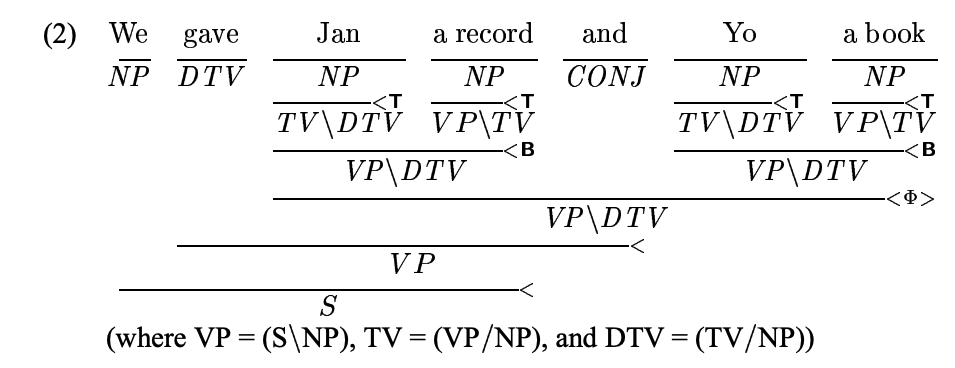 (2) We gave Jan a record and Yo a book
NP DTV NP NP CONJ NP NP
<T <T <T <T
TV\DTV VP\TV TV\DTV VP\TV
<B <B
VP\DTV VP\DTV
<Φ>
VP\DTV
<
VP
<
S
(where VP = (S\NP), TV = (VP/NP), and DTV = (TV/NP))